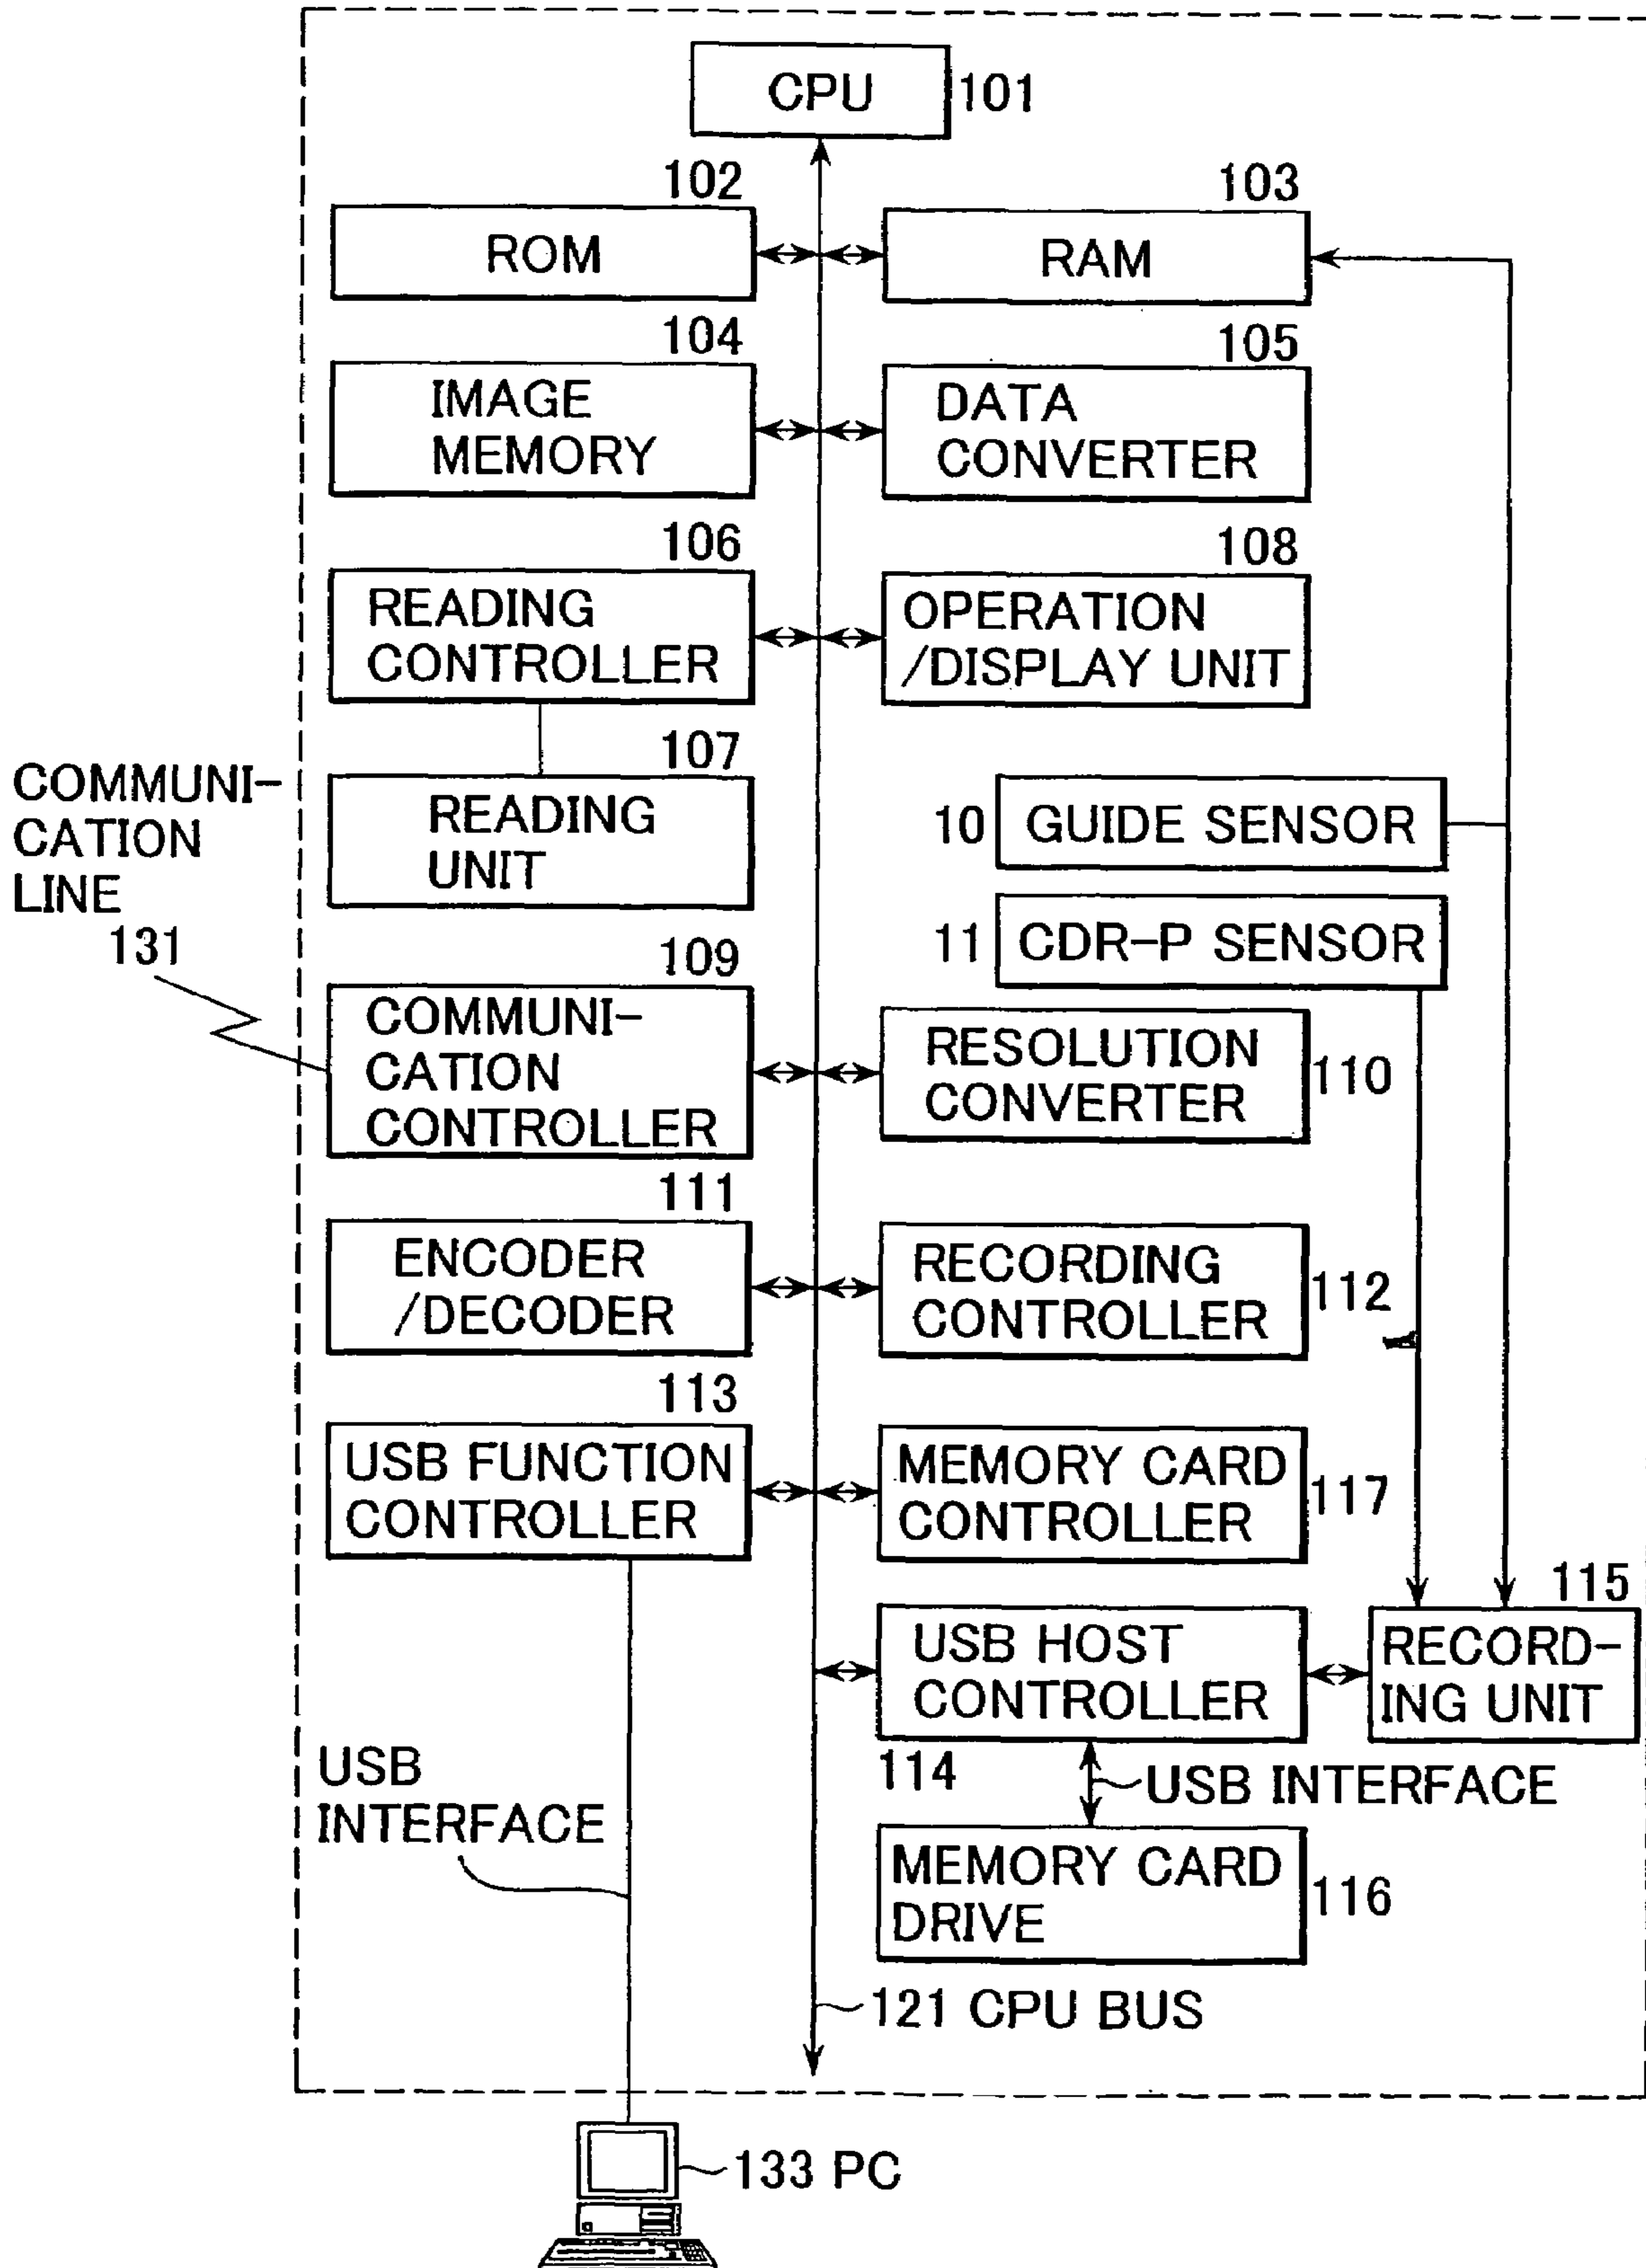 CPU 101
102
ROM
103
RAM
104
IMAGE
MEMORY
105
DATA
CONVERTER
106
READING
CONTROLLER
108
OPERATION
/DISPLAY UNIT
107
READING
UNIT
10 GUIDE SENSOR
11 CDR-P SENSOR
COMMUNI-
CATION
LINE
131
109
COMMUNI-
CATION
CONTROLLER
RESOLUTION
CONVERTER
110
111
ENCODER
/DECODER
RECORDING
CONTROLLER
112
113
USB FUNCTION
CONTROLLER
MEMORY CARD
CONTROLLER
117
USB HOST
CONTROLLER
114
115
RECORD-
ING UNIT
USB
INTERFACE
USB INTERFACE
MEMORY CARD
DRIVE
116
121 CPU BUS
133 PC